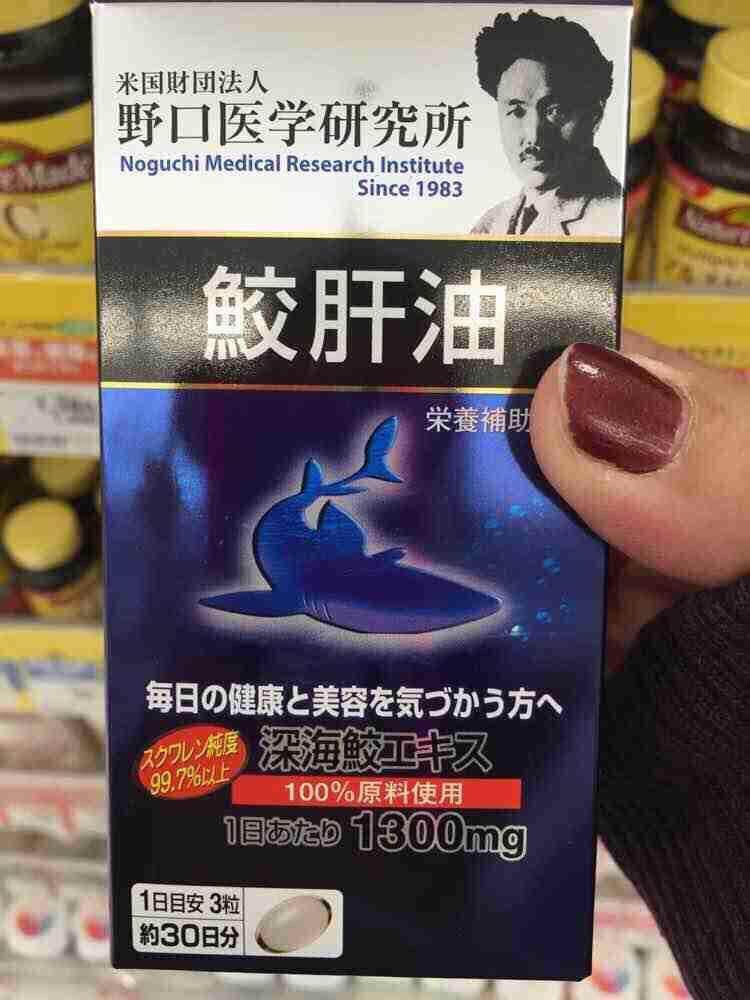 米国財団法人
野口医学研究所
Noguchi Medical Research Institute
Since 1983
鮫肝油
栄養補助
毎日の健康と美容を気づかう方へ
スクワレン純度
99.7%以上
深海鮫エキス
100%原料使用
1日あたり 1300mg
1日目安 3粒
約30日分